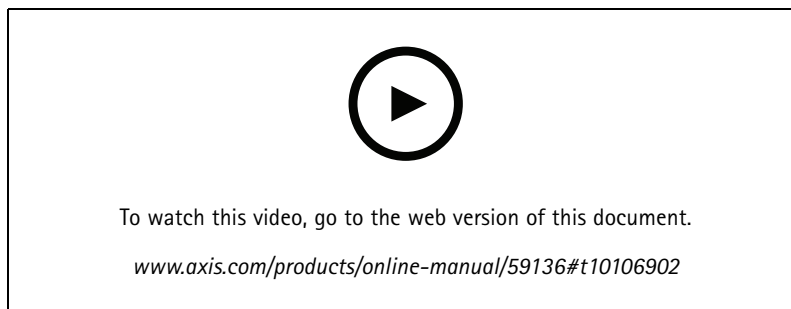 To watch this video, go to the web version of this document.
www.axis.com/products/online-manual/59136#t10106902